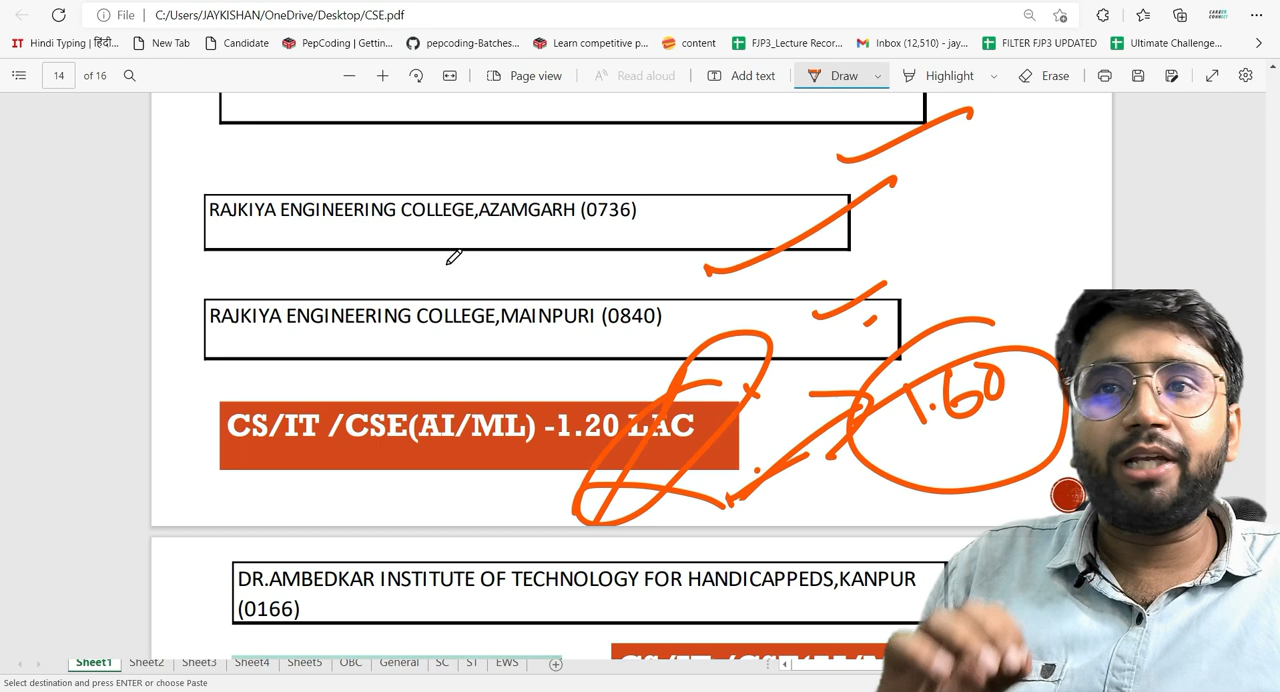 File C:/Users/JAYKISHAN/OneDrive/Desktop/CSE.pdf
IT Hindi Typing | हिंदी... New Tab Candidate PepCoding | Gettin... pepcoding-Batches... Learn competitive p... content FJP3_Lecture Recor... Inbox (12,510) - jay... FILTER FJP3 UPDATED Ultimate Challenge...
14 of 16 Page view Read aloud Add text Draw Highlight Erase
RAJKIYA ENGINEERING COLLEGE,AZAMGARH (0736)
RAJKIYA ENGINEERING COLLEGE,MAINPURI (0840)
1.60
CS/IT /CSE(AI/ML) -1.20 LAC
DR.AMBEDKAR INSTITUTE OF TECHNOLOGY FOR HANDICAPPEDS,KANPUR
(0166)
Sheet1 Sheet2 Sheet3 Sheet4 Sheet5 OBC General SC ST EWS
Select destination and press ENTER or choose Paste